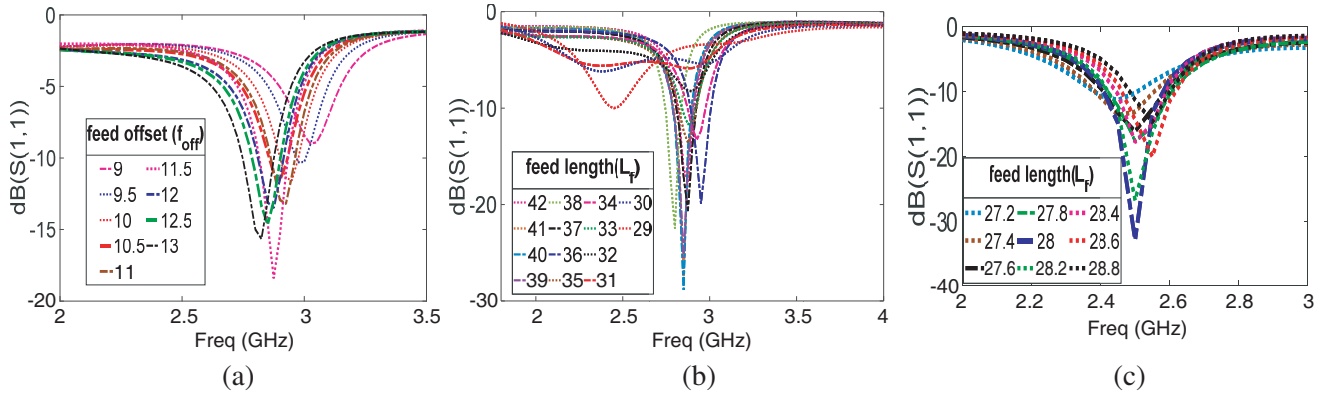 0
-5
-10
-15
-20
dB(S(1,1))
feed offset (f_off)
9 11.5
9.5 12
10 12.5
10.5 13
11
2 2.5 3 3.5
Freq (GHz)
(a)
0
-10
-20
-30
dB(S(1,1))
feed length(L_f)
42 38 34 30
41 37 33 29
40 36 32
39 35 31
2 2.5 3 3.5 4
Freq (GHz)
(b)
0
-10
-20
-30
-40
dB(S(1,1))
feed length(L_f)
27.2 27.8 28.4
27.4 28 28.6
27.6 28.2 28.8
2 2.2 2.4 2.6 2.8 3
Freq (GHz)
(c)